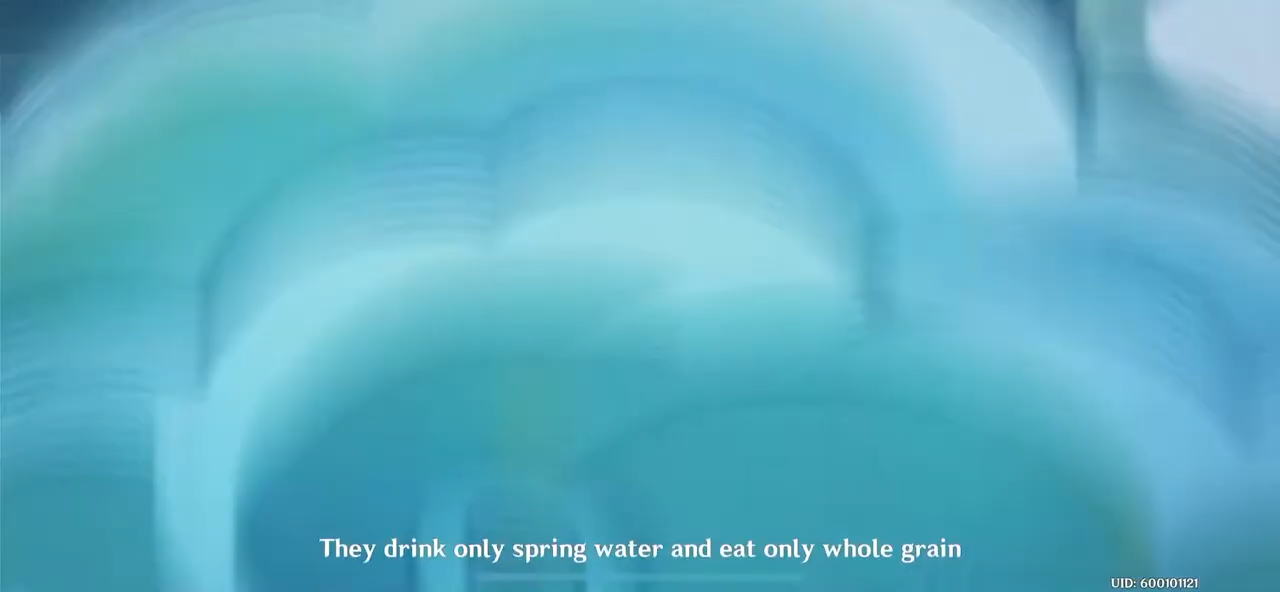 They drink only spring water and eat only whole grain
UID: 600101121